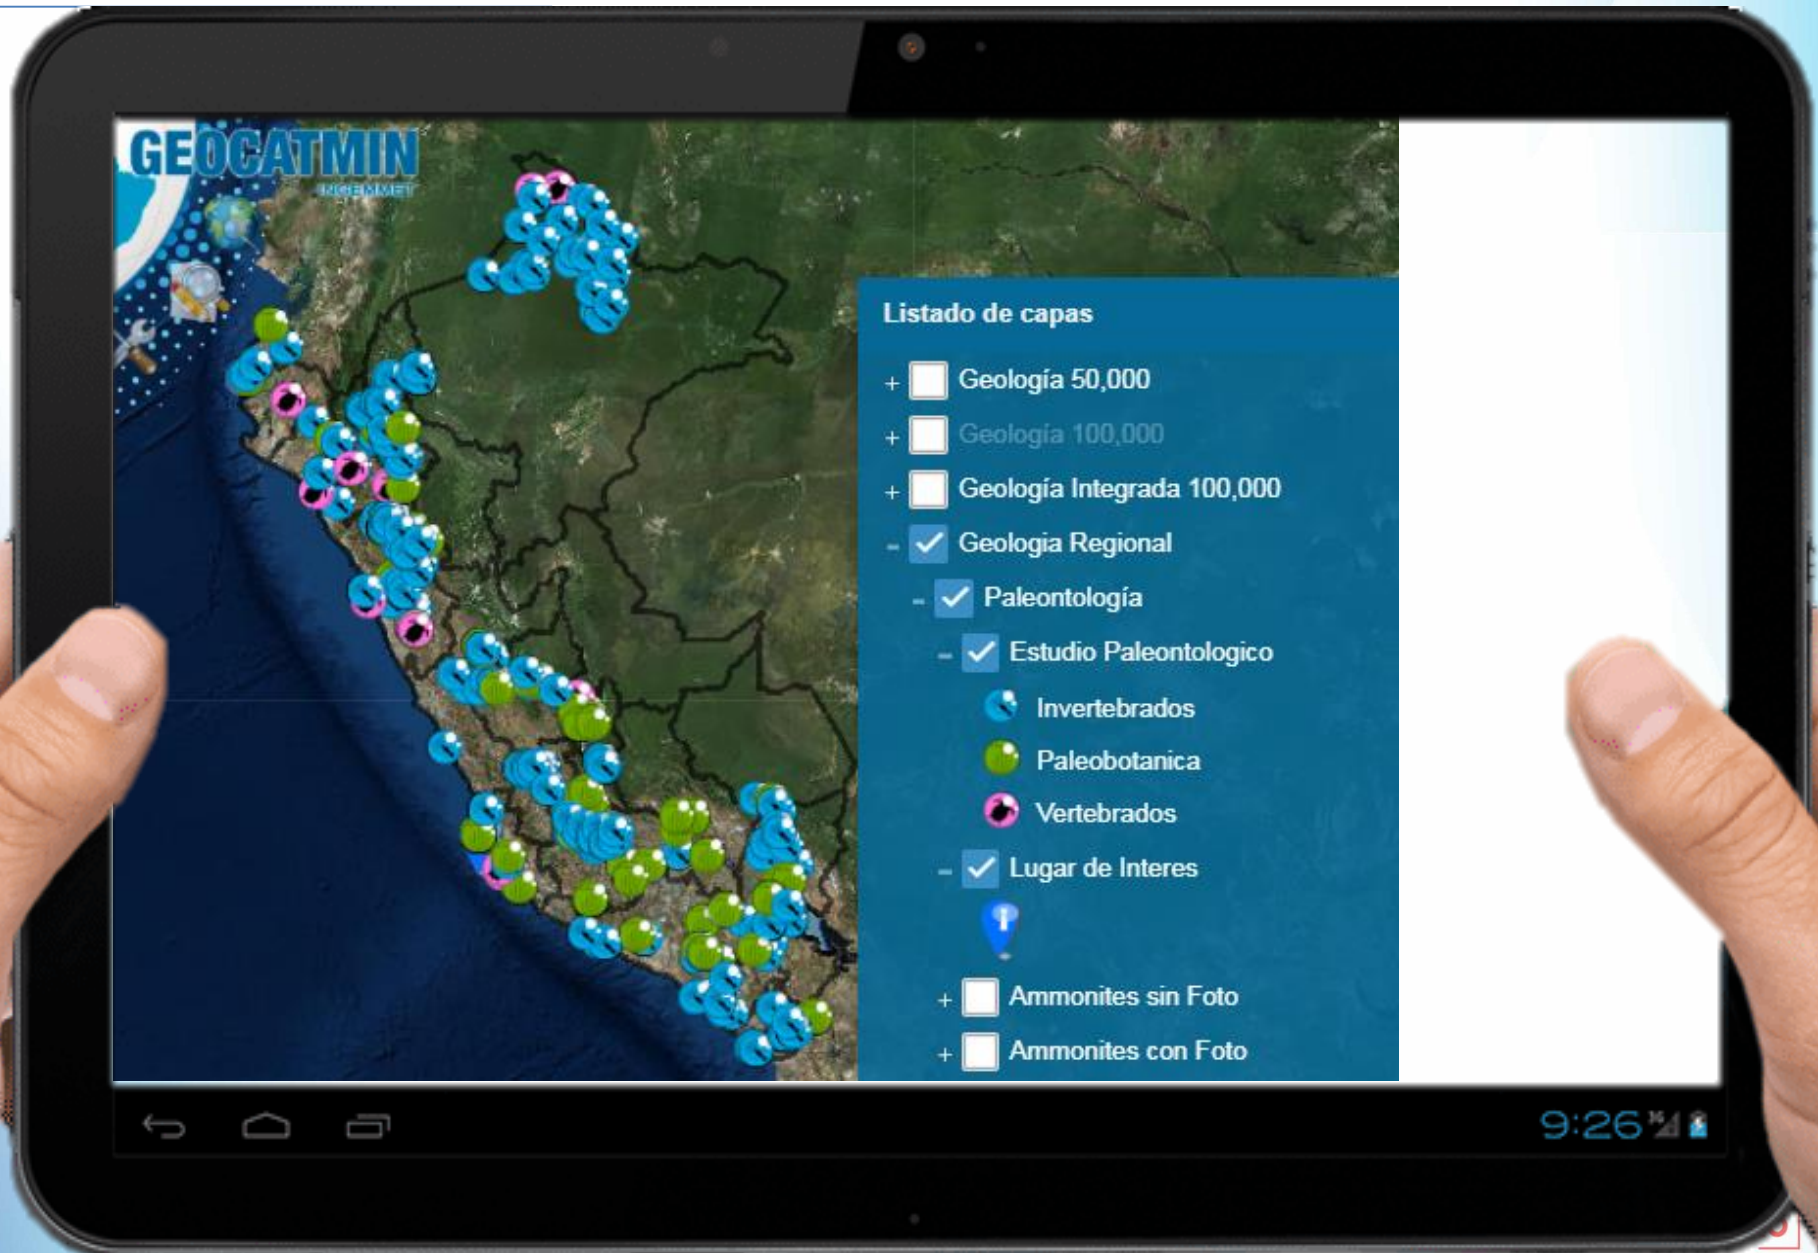 GEOCATMIN
INGEMMET
Listado de capas
Geología 50,000
Geología 100,000
Geología Integrada 100,000
Geologia Regional
Paleontología
Estudio Paleontologico
Invertebrados
Paleobotanica
Vertebrados
Lugar de Interes
Ammonites sin Foto
Ammonites con Foto
9:26 3G